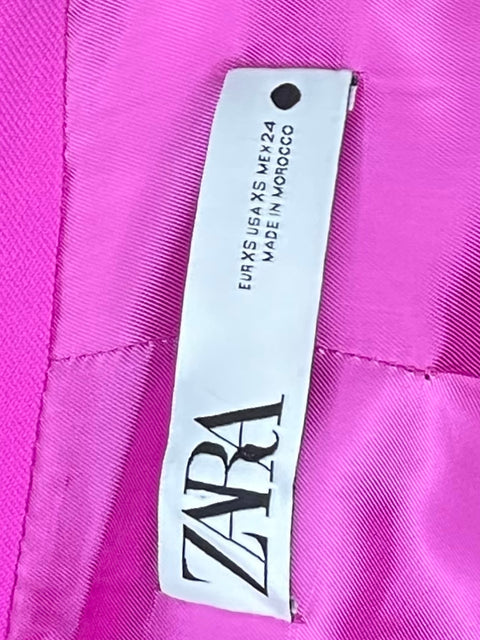 ZARA
EUR XS USA XS MEX 24
MADE IN MOROCCO